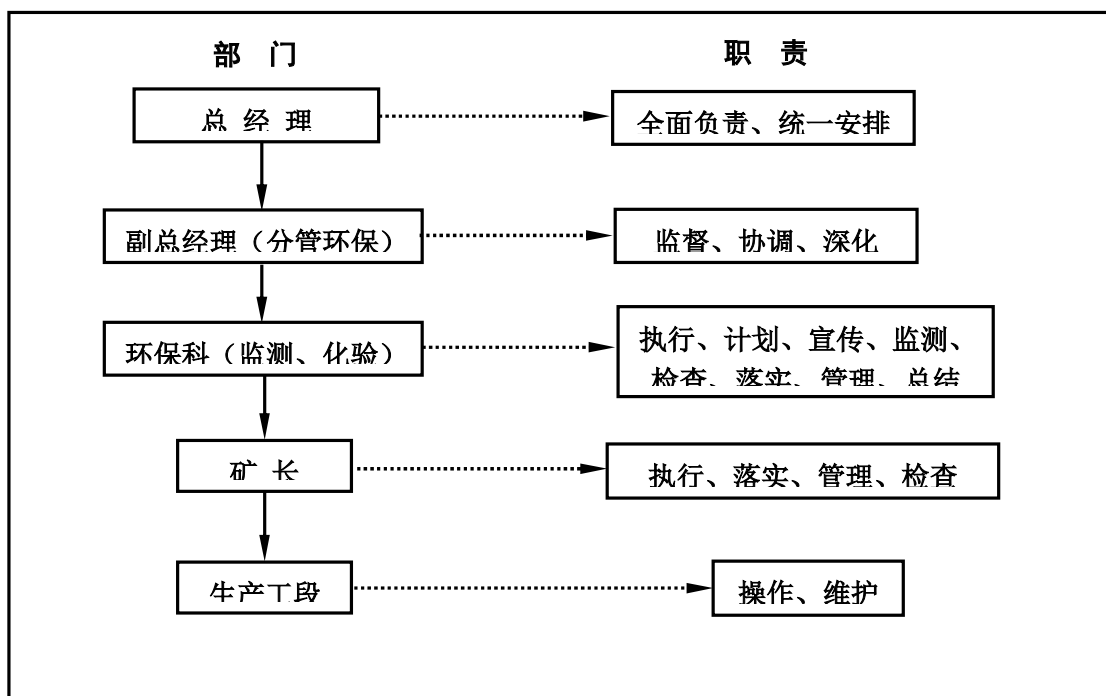 部 门 职 责
总 经 理 全面负责、统一安排
副总经理（分管环保） 监督、协调、深化
环保科（监测、化验） 执行、计划、宣传、监测、
检查、落实、管理、总结
矿 长 执行、落实、管理、检查
生产工段 操作、维护